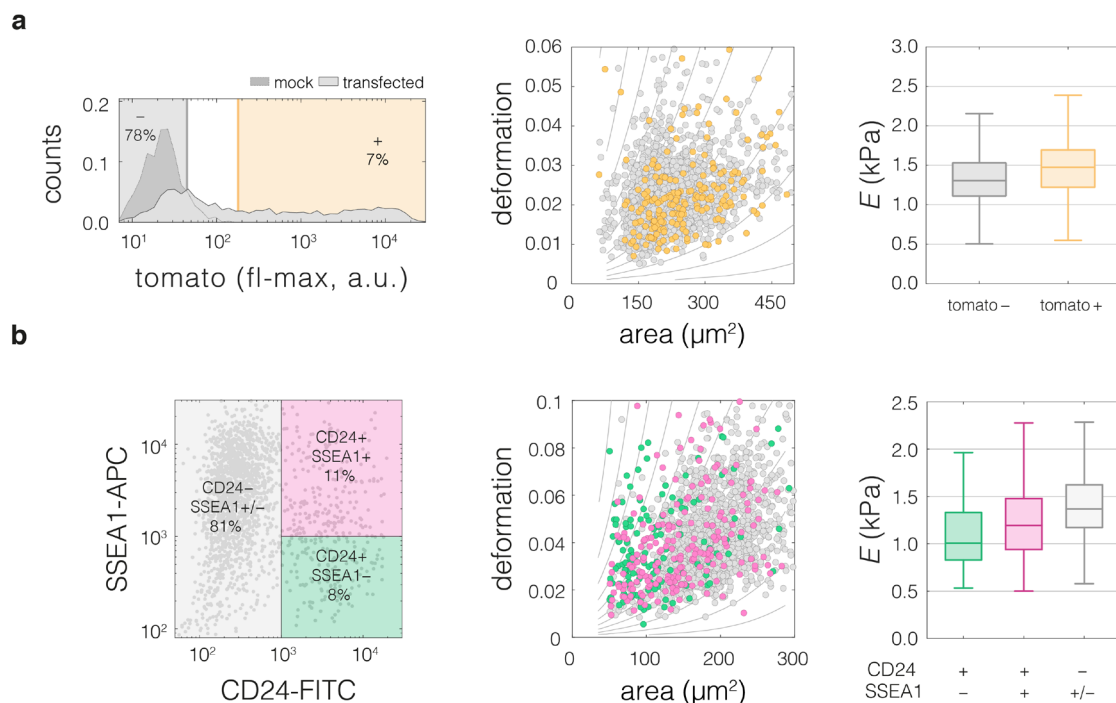 a
mock transfected
counts
0.2
0.1
0.0
−
78%
+
7%
10¹ 10² 10³ 10⁴
tomato (fl-max, a.u.)
deformation
0.06
0.05
0.04
0.03
0.02
0.01
0
0 150 300 450
area (µm²)
E (kPa)
3.0
2.5
2.0
1.5
1.0
0.5
0.0
tomato − tomato +
b
SSEA1-APC
10⁴
10³
10²
CD24−
SSEA1+/−
81%
CD24+
SSEA1+
11%
CD24+
SSEA1−
8%
10² 10³ 10⁴
CD24-FITC
deformation
0.1
0.08
0.06
0.04
0.02
0
0 100 200 300
area (µm²)
E (kPa)
2.5
2.0
1.5
1.0
0.5
0.0
CD24 + + −
SSEA1 − + +/−